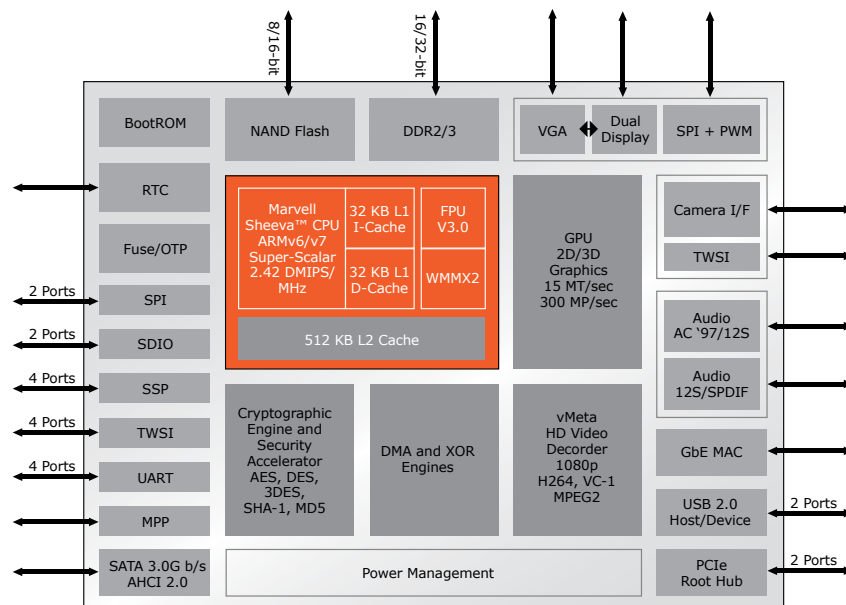 8/16-bit
16/32-bit
BootROM
NAND Flash
DDR2/3
VGA
Dual
Display
SPI + PWM
RTC
Marvell
Sheeva™ CPU
ARMv6/v7
Super-Scalar
2.42 DMIPS/
MHz
32 KB L1
I-Cache
FPU
V3.0
32 KB L1
D-Cache
WMMX2
512 KB L2 Cache
GPU
2D/3D
Graphics
15 MT/sec
300 MP/sec
Camera I/F
TWSI
Fuse/OTP
2 Ports
SPI
2 Ports
SDIO
4 Ports
SSP
4 Ports
TWSI
4 Ports
UART
MPP
SATA 3.0G b/s
AHCI 2.0
Audio
AC ‘97/12S
Audio
12S/SPDIF
Cryptographic
Engine and
Security
Accelerator
AES, DES,
3DES,
SHA-1, MD5
DMA and XOR
Engines
vMeta
HD Video
Decorder
1080p
H264, VC-1
MPEG2
GbE MAC
USB 2.0
Host/Device
2 Ports
PCIe
Root Hub
2 Ports
Power Management